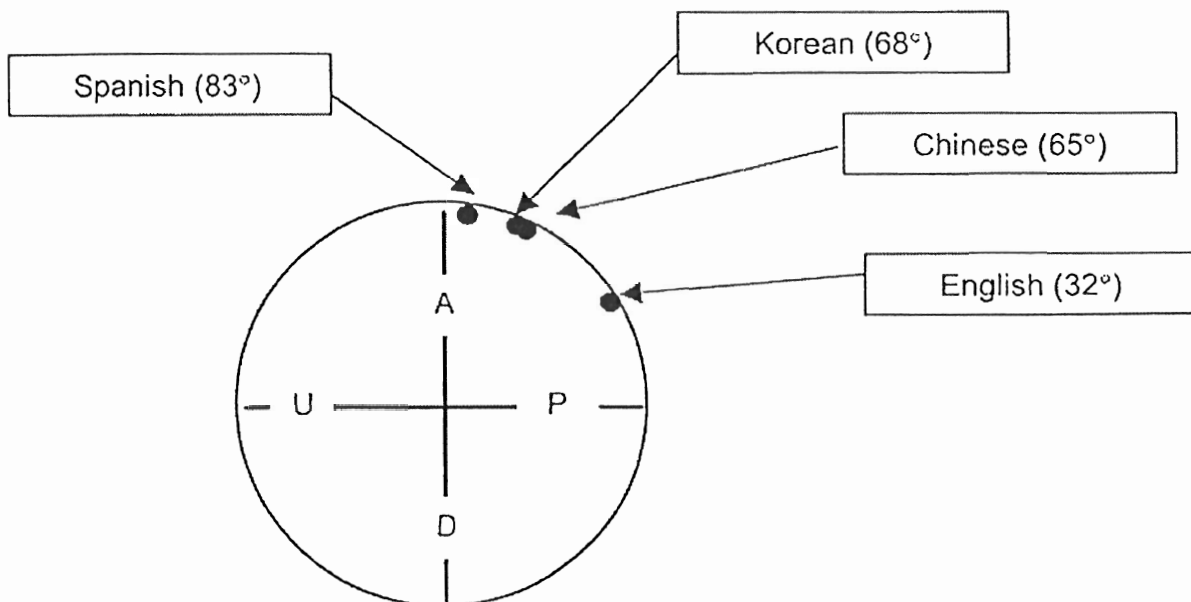 Korean (68°)
Spanish (83°)
Chinese (65°)
English (32°)
A
U
P
D